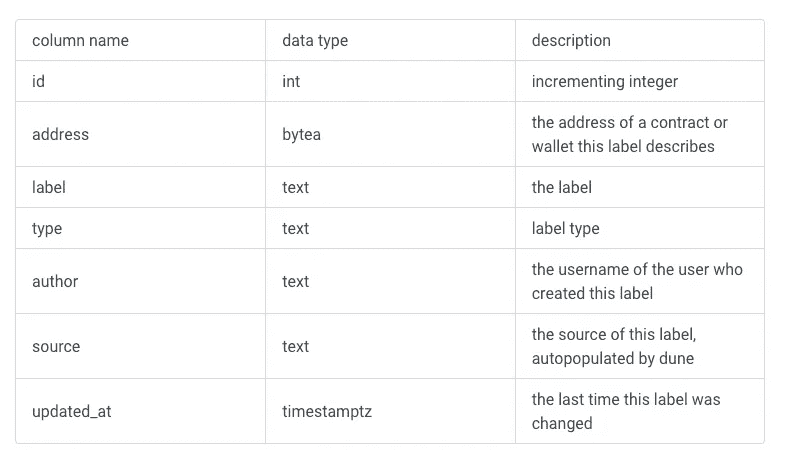 column name
data type
description
id
int
incrementing integer
address
bytea
the address of a contract or
wallet this label describes
label
text
the label
type
text
label type
author
text
the username of the user who
created this label
source
text
the source of this label,
autopopulated by dune
updated_at
timestamptz
the last time this label was
changed